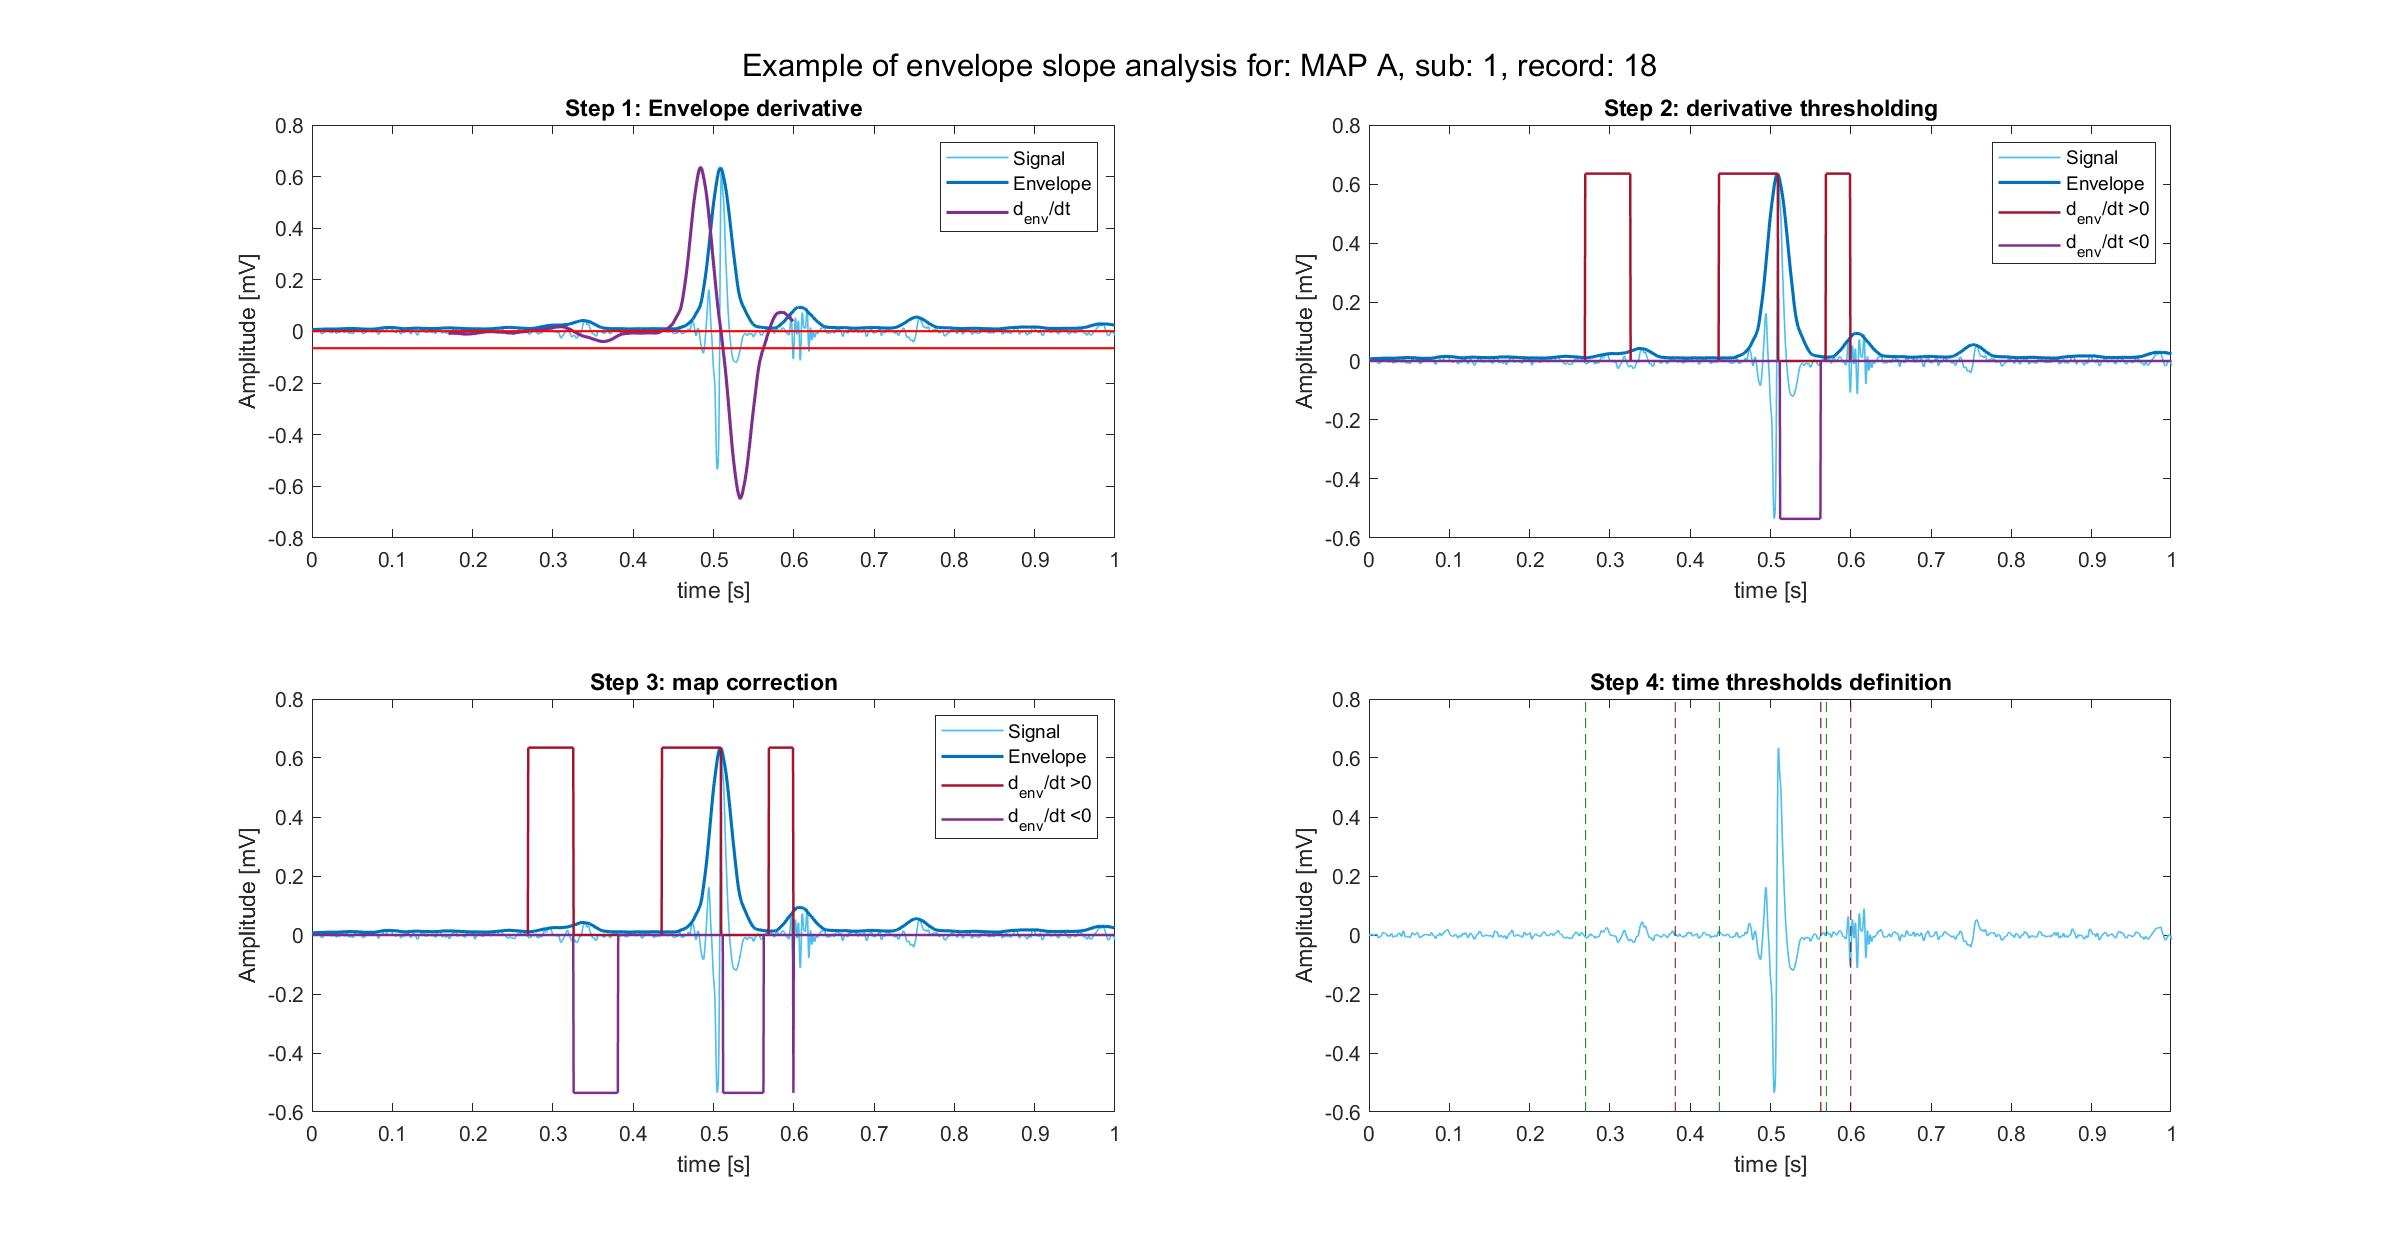 Example of envelope slope analysis for: MAP A, sub: 1, record: 18
Step 1: Envelope derivative
0.8
0.6
0.4
0.2
0
-0.2
-0.4
-0.6
-0.8
Amplitude [mV]
0 0.1 0.2 0.3 0.4 0.5 0.6 0.7 0.8 0.9 1
time [s]
Signal
Envelope
d_env/dt
Step 2: derivative thresholding
0.8
0.6
0.4
0.2
0
-0.2
-0.4
-0.6
Amplitude [mV]
0 0.1 0.2 0.3 0.4 0.5 0.6 0.7 0.8 0.9 1
time [s]
Signal
Envelope
d_env/dt >0
d_env/dt <0
Step 3: map correction
0.8
0.6
0.4
0.2
0
-0.2
-0.4
-0.6
Amplitude [mV]
0 0.1 0.2 0.3 0.4 0.5 0.6 0.7 0.8 0.9 1
time [s]
Signal
Envelope
d_env/dt >0
d_env/dt <0
Step 4: time thresholds definition
0.8
0.6
0.4
0.2
0
-0.2
-0.4
-0.6
Amplitude [mV]
0 0.1 0.2 0.3 0.4 0.5 0.6 0.7 0.8 0.9 1
time [s]